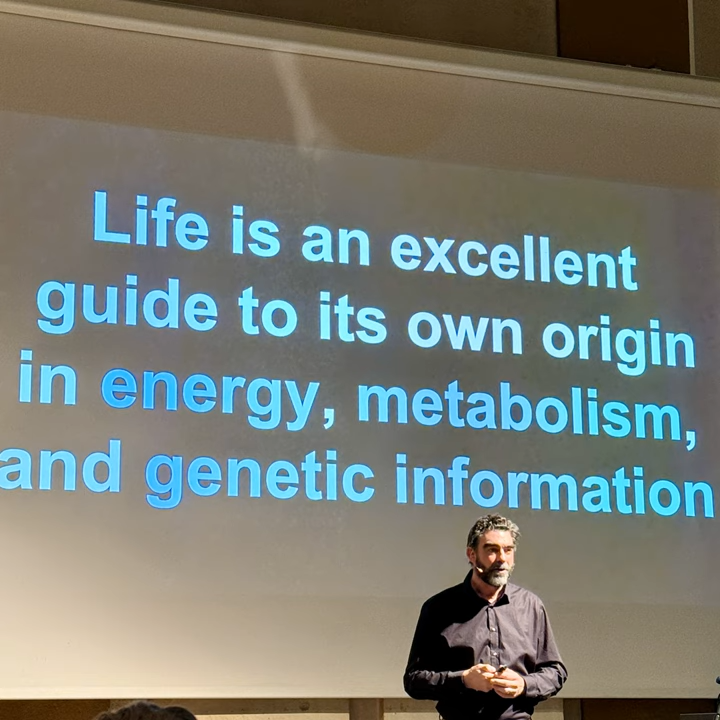 Life is an excellent
guide to its own origin
in energy, metabolism,
and genetic information